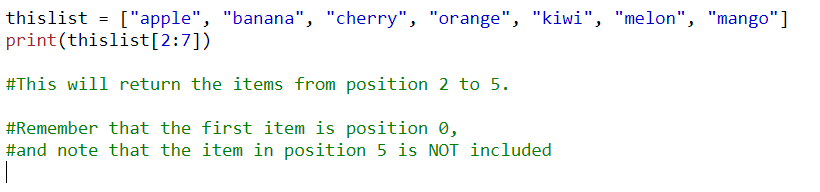 thislist = ["apple", "banana", "cherry", "orange", "kiwi", "melon", "mango"]
print(thislist[2:7])
#This will return the items from position 2 to 5.
#Remember that the first item is position 0,
#and note that the item in position 5 is NOT included